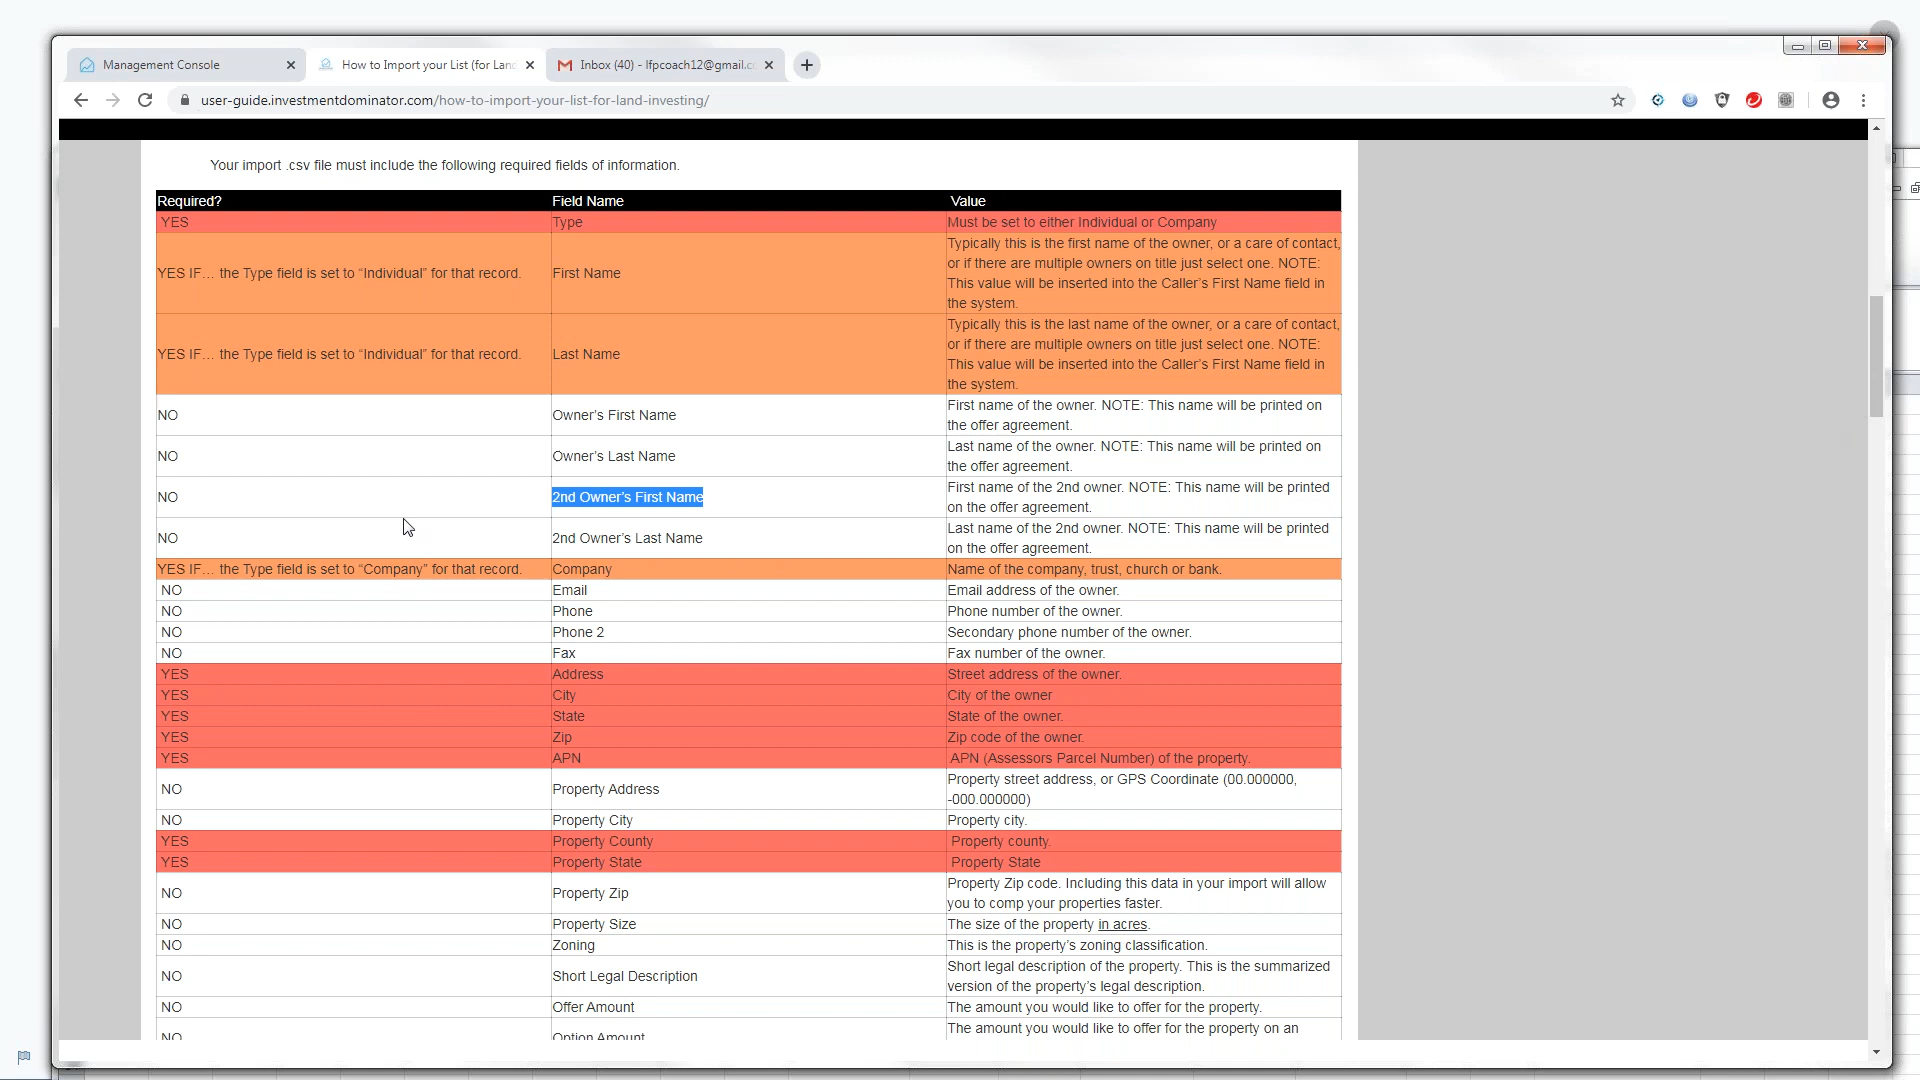 Management Console
How to Import your List (for Lan
Inbox (40) - lfpcoach12@gmail.c
user-guide.investmentdominator.com/how-to-import-your-list-for-land-investing/
Your import .csv file must include the following required fields of information.
Required? Field Name Value
YES Type Must be set to either Individual or Company
YES IF… the Type field is set to “Individual” for that record. First Name Typically this is the first name of the owner, or a care of contact,
or if there are multiple owners on title just select one. NOTE:
This value will be inserted into the Caller’s First Name field in
the system.
YES IF… the Type field is set to “Individual” for that record. Last Name Typically this is the last name of the owner, or a care of contact,
or if there are multiple owners on title just select one. NOTE:
This value will be inserted into the Caller’s First Name field in
the system.
NO Owner’s First Name First name of the owner. NOTE: This name will be printed on
the offer agreement.
NO Owner’s Last Name Last name of the owner. NOTE: This name will be printed on
the offer agreement.
NO 2nd Owner’s First Name First name of the 2nd owner. NOTE: This name will be printed
on the offer agreement.
NO 2nd Owner’s Last Name Last name of the 2nd owner. NOTE: This name will be printed
on the offer agreement.
YES IF… the Type field is set to “Company” for that record. Company Name of the company, trust, church or bank.
NO Email Email address of the owner.
NO Phone Phone number of the owner.
NO Phone 2 Secondary phone number of the owner.
NO Fax Fax number of the owner.
YES Address Street address of the owner.
YES City City of the owner
YES State State of the owner.
YES Zip Zip code of the owner.
YES APN APN (Assessors Parcel Number) of the property.
NO Property Address Property street address, or GPS Coordinate (00.000000,
-000.000000)
NO Property City Property city.
YES Property County Property county.
YES Property State Property State
NO Property Zip Property Zip code. Including this data in your import will allow
you to comp your properties faster.
NO Property Size The size of the property in acres.
NO Zoning This is the property’s zoning classification.
NO Short Legal Description Short legal description of the property. This is the summarized
version of the property’s legal description.
NO Offer Amount The amount you would like to offer for the property.
NO Option Amount The amount you would like to offer for the property on an